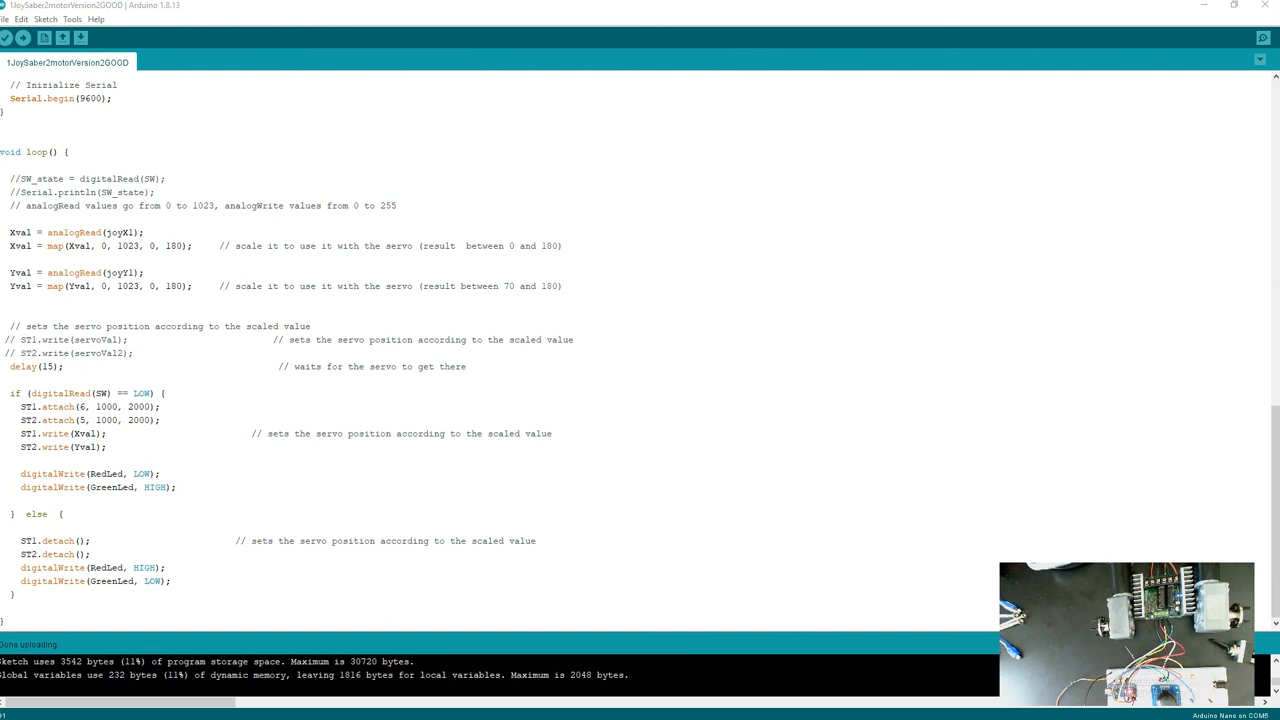 1JoySaber2motorVersion2GOOD | Arduino 1.8.13
ile Edit Sketch Tools Help
1JoySaber2motorVersion2GOOD
// Inizialize Serial
Serial.begin(9600);
}
void loop() {
//SW_state = digitalRead(SW);
//Serial.println(SW_state);
// analogRead values go from 0 to 1023, analogWrite values from 0 to 255
Xval = analogRead(joyX1);
Xval = map(Xval, 0, 1023, 0, 180); // scale it to use it with the servo (result between 0 and 180)
Yval = analogRead(joyY1);
Yval = map(Yval, 0, 1023, 0, 180); // scale it to use it with the servo (result between 70 and 180)
// sets the servo position according to the scaled value
// ST1.write(servoVal); // sets the servo position according to the scaled value
// ST2.write(servoVal2);
delay(15); // waits for the servo to get there
if (digitalRead(SW) == LOW) {
ST1.attach(6, 1000, 2000);
ST2.attach(5, 1000, 2000);
ST1.write(Xval); // sets the servo position according to the scaled value
ST2.write(Yval);
digitalWrite(RedLed, LOW);
digitalWrite(GreenLed, HIGH);
} else {
ST1.detach(); // sets the servo position according to the scaled value
ST2.detach();
digitalWrite(RedLed, HIGH);
digitalWrite(GreenLed, LOW);
}
}
Done uploading.
Sketch uses 3542 bytes (11%) of program storage space. Maximum is 30720 bytes.
Global variables use 232 bytes (11%) of dynamic memory, leaving 1816 bytes for local variables. Maximum is 2048 bytes.
91 Arduino Nano on COM5